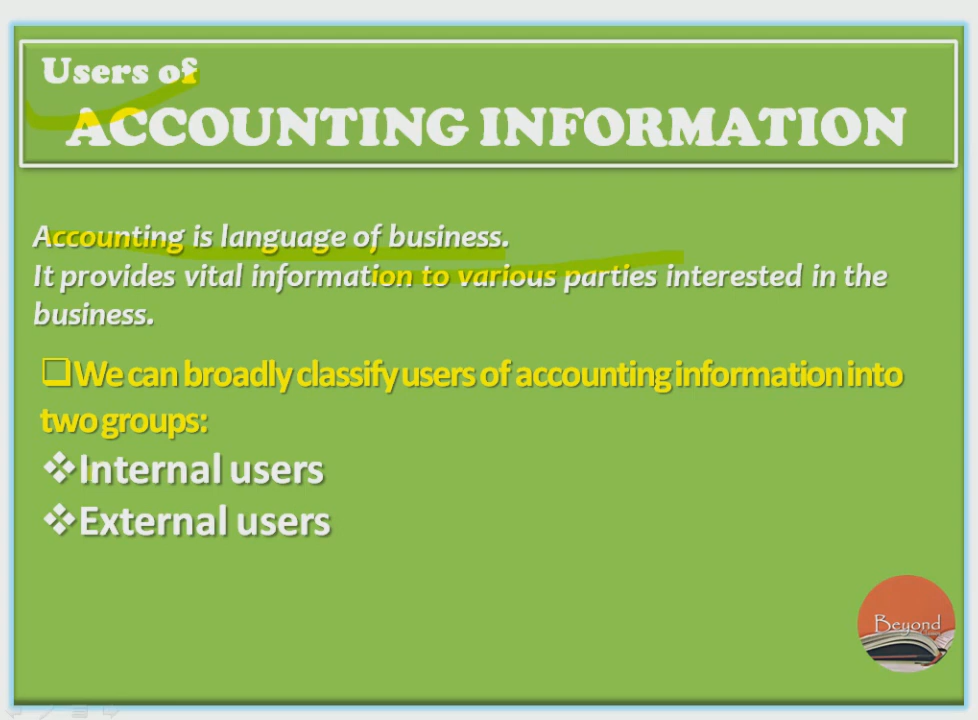 Users of
ACCOUNTING INFORMATION
Accounting is language of business.
It provides vital information to various parties interested in the
business.
❑We can broadly classify users of accounting information into
two groups:
❖Internal users
❖External users
Beyond